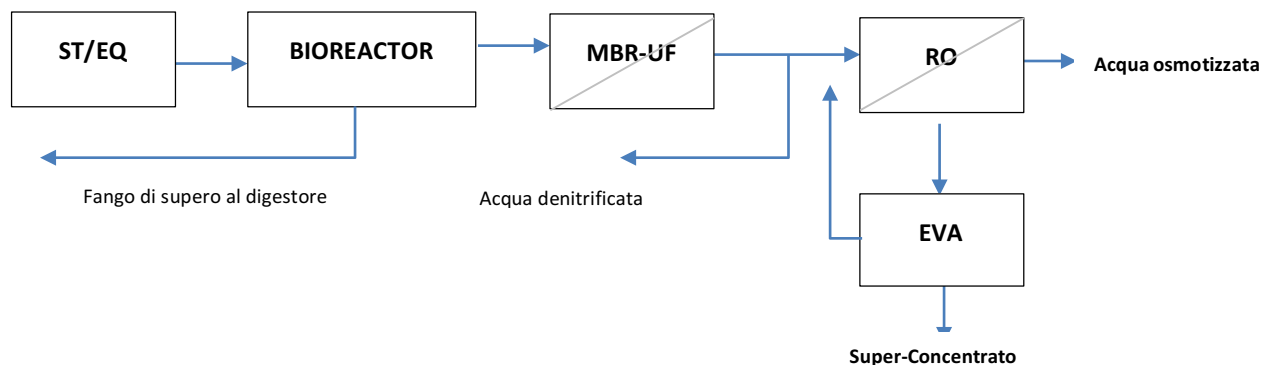 ST/EQ
BIOREACTOR
MBR-UF
RO
Acqua osmotizzata
Fango di supero al digestore
Acqua denitrificata
EVA
Super-Concentrato